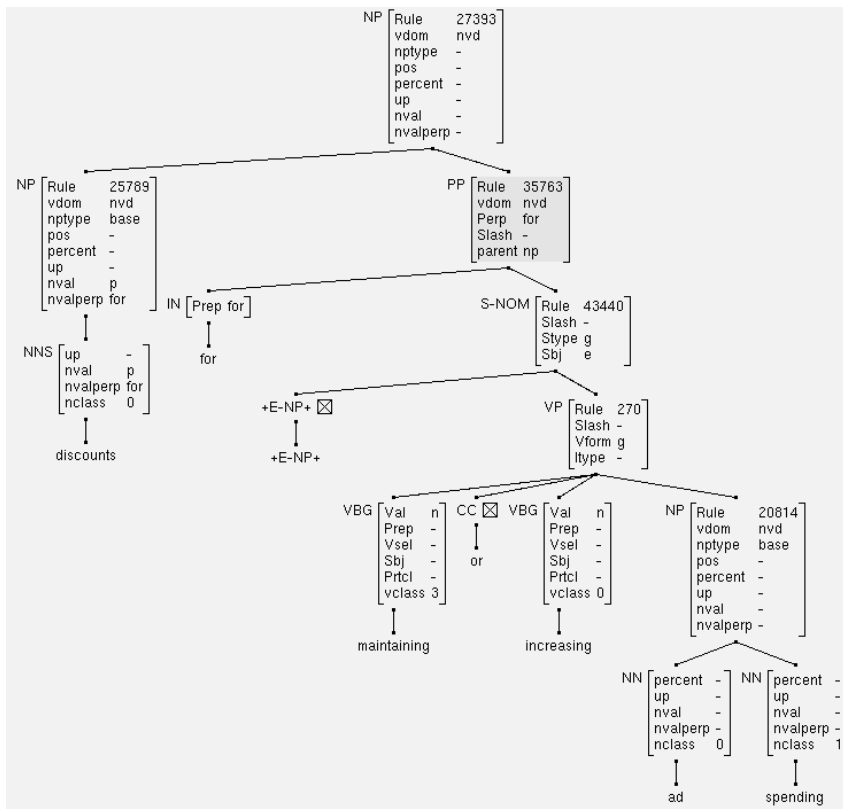 NP Rule 27393
vdom nvd
nptype -
pos -
percent -
up -
nval -
nvalperp -
NP Rule 25789
vdom nvd
nptype base
pos -
percent -
up -
nval p
nvalperp for
PP Rule 35763
vdom nvd
Perp for
Slash -
parent np
IN Prep for
for
S-NOM Rule 43440
Slash -
Stype g
Sbj e
NNS up -
nval p
nvalperp for
nclass 0
discounts
+E-NP+
+E-NP+
VP Rule 270
Slash -
Vform g
Itype -
VBG Val n
Prep -
Vsel -
Sbj -
Prtcl -
vclass 3
maintaining
CC
or
VBG Val n
Prep -
Vsel -
Sbj -
Prtcl -
vclass 0
increasing
NP Rule 20814
vdom nvd
nptype base
pos -
percent -
up -
nval -
nvalperp -
NN percent -
up -
nval -
nvalperp -
nclass 0
ad
NN percent -
up -
nval -
nvalperp -
nclass 1
spending